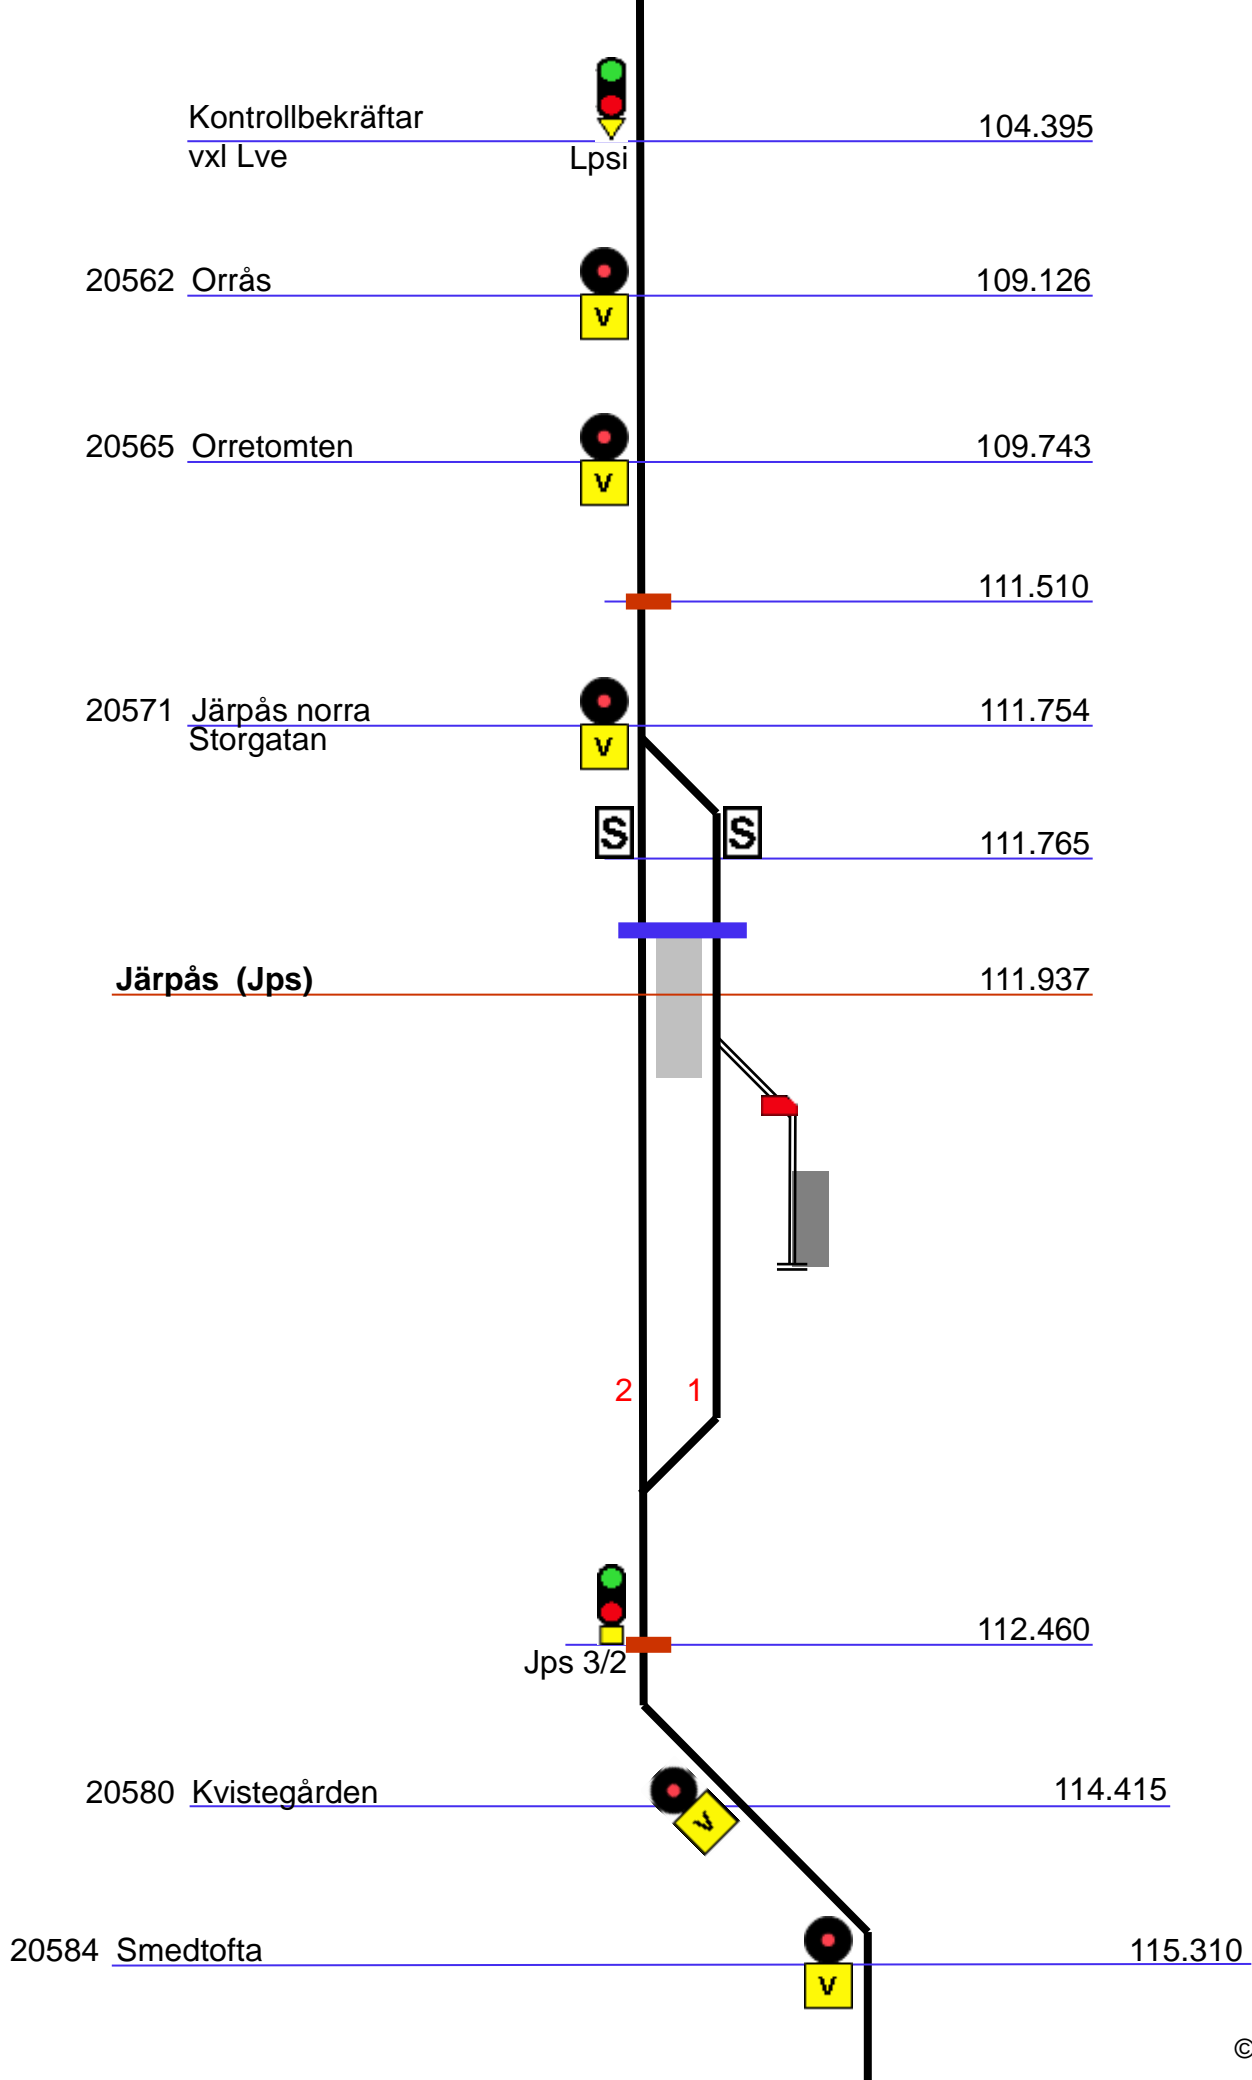 Kontrollbekräftar
vxl Lve
Lpsi
104.395
20562 Orrås
V
109.126
20565 Orretomten
V
109.743
111.510
20571 Järpås norra
Storgatan
V
111.754
S S
111.765
Järpås (Jps)
111.937
2 1
Jps 3/2
112.460
20580 Kvistegården
V
114.415
20584 Smedtofta
V
115.310
©